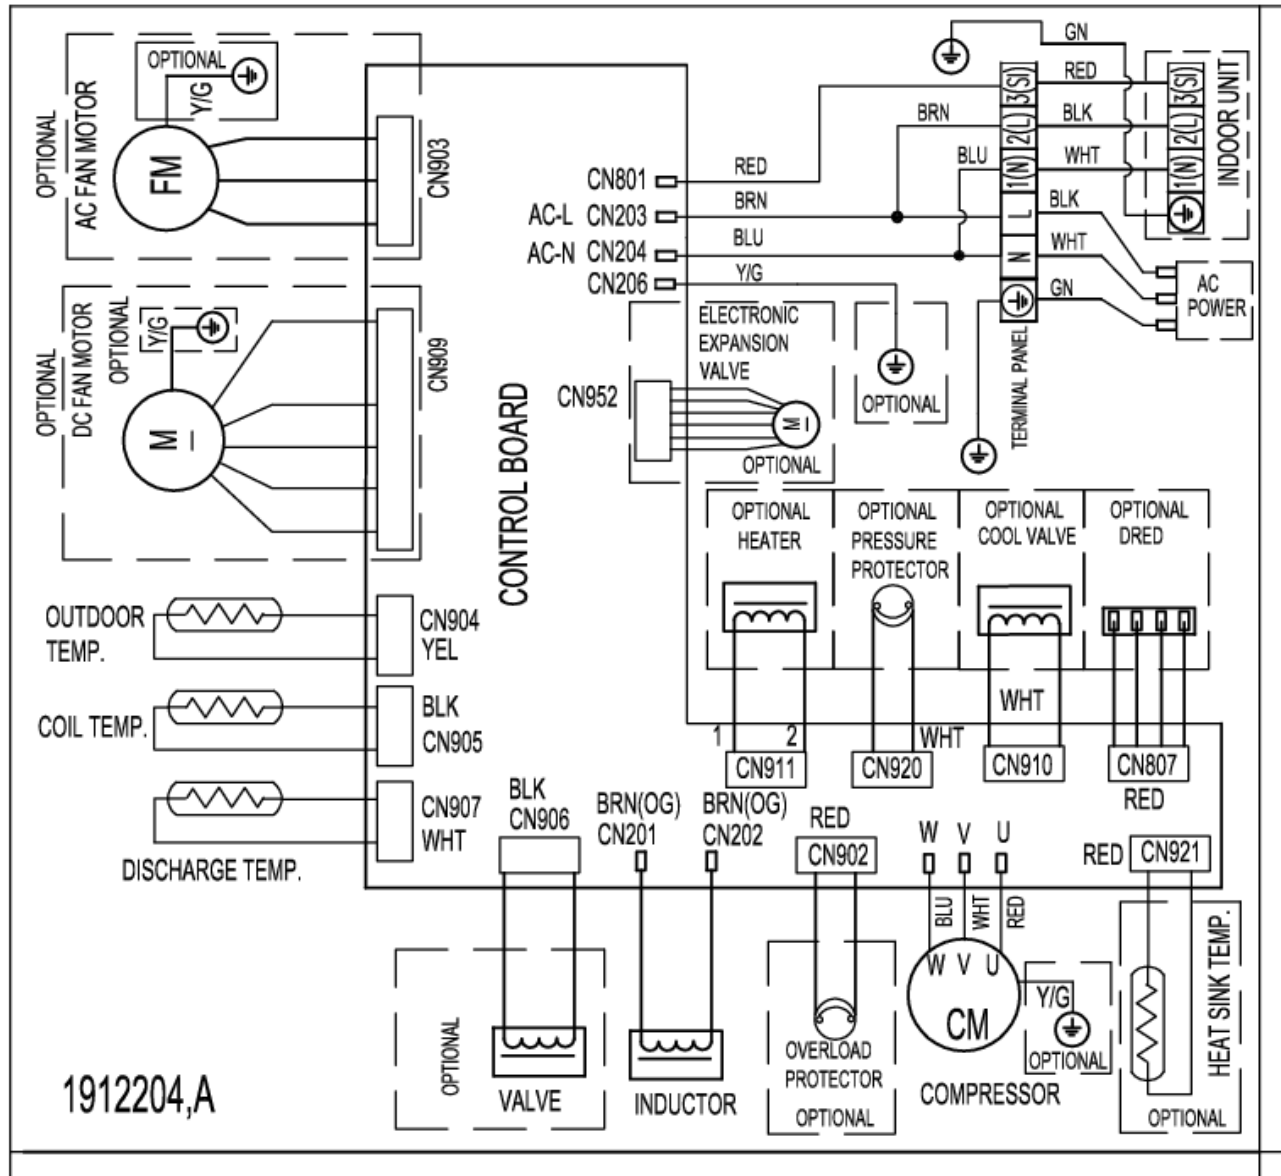 OPTIONAL
AC FAN MOTOR
OPTIONAL
Y/G
FM
CN903
OPTIONAL
DC FAN MOTOR
OPTIONAL
Y/G
M
CN909
CONTROL BOARD
CN801
RED
AC-L CN203
BRN
AC-N CN204
BLU
CN206
Y/G
BRN
BLU
GN
RED
BLK
WHT
BLK
WHT
GN
3(SI)
2(L)
1(N)
L
N
TERMINAL PANEL
3(SI)
2(L)
1(N)
INDOOR UNIT
AC
POWER
ELECTRONIC
EXPANSION
VALVE
CN952
M
OPTIONAL
OPTIONAL
OPTIONAL
HEATER
OPTIONAL
PRESSURE
PROTECTOR
OPTIONAL
COOL VALVE
OPTIONAL
DRED
1
2
CN911
WHT
CN920
WHT
CN910
CN807
RED
OUTDOOR
TEMP.
CN904
YEL
COIL TEMP.
BLK
CN905
DISCHARGE TEMP.
CN907
WHT
BLK
CN906
BRN(OG)
CN201
BRN(OG)
CN202
RED
CN902
W V U
BLU
WHT
RED
W V U
CM
Y/G
OPTIONAL
COMPRESSOR
RED
CN921
HEAT SINK TEMP.
OPTIONAL
OPTIONAL
VALVE
INDUCTOR
OVERLOAD
PROTECTOR
OPTIONAL
1912204,A